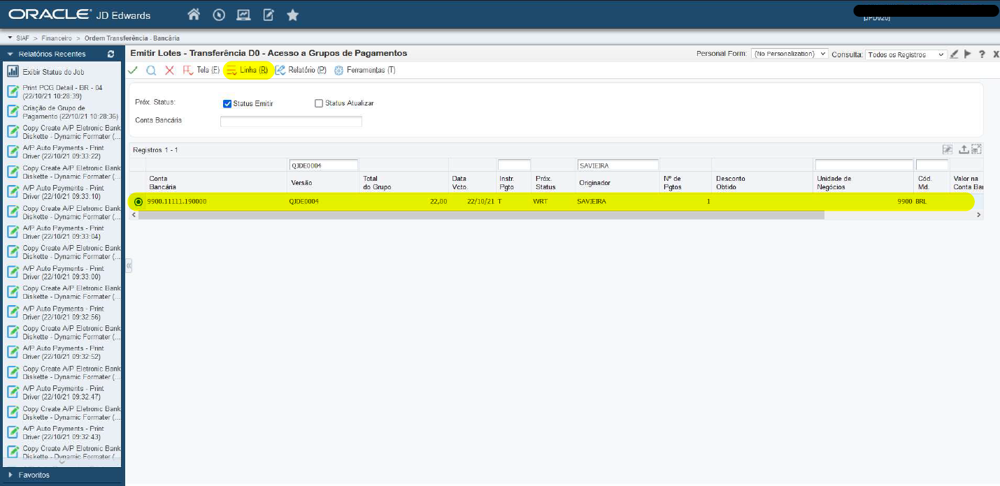 ORACLE® JD Edwards
[JPD920]
SIAF > Financeiro > Ordem Transferência - Bancária
Relatórios Recentes
Exibir Status do Job
Print PCG Detail - BR - 04
(22/10/21 10:28:39)
Criação de Grupo de
Pagamento (22/10/21 10:28:36)
Copy Create A/P Eletronic Bank
Diskette - Dynamic Formater (...
A/P Auto Payments - Print
Driver (22/10/21 09:33:22)
Copy Create A/P Eletronic Bank
Diskette - Dynamic Formater (...
A/P Auto Payments - Print
Driver (22/10/21 09:33:10)
Copy Create A/P Eletronic Bank
Diskette - Dynamic Formater (...
A/P Auto Payments - Print
Driver (22/10/21 09:33:04)
Copy Create A/P Eletronic Bank
Diskette - Dynamic Formater (...
A/P Auto Payments - Print
Driver (22/10/21 09:33:00)
Copy Create A/P Eletronic Bank
Diskette - Dynamic Formater (...
A/P Auto Payments - Print
Driver (22/10/21 09:32:56)
Copy Create A/P Eletronic Bank
Diskette - Dynamic Formater (...
A/P Auto Payments - Print
Driver (22/10/21 09:32:52)
Copy Create A/P Eletronic Bank
Diskette - Dynamic Formater (...
A/P Auto Payments - Print
Driver (22/10/21 09:32:47)
Copy Create A/P Eletronic Bank
Diskette - Dynamic Formater (...
A/P Auto Payments - Print
Driver (22/10/21 09:32:43)
Copy Create A/P Eletronic Bank
Diskette - Dynamic Formater (...
Favoritos
Emitir Lotes - Transferência D0 - Acesso a Grupos de Pagamentos
Personal Form: (No Personalization) Consulta: Todos os Registros ? X
Tela (F) Linha (R) Relatório (P) Ferramentas (T)
Próx. Status: Status Emitir Status Atualizar
Conta Bancária
Registros 1 - 1
QJDE0004 SAVIEIRA
Conta Bancária Versão Total do Grupo Data Vcto. Instr. Pgto Próx. Status Originador Nº de Pgtos Desconto Obtido Unidade de Negócios Cód. Md. Valor na Conta Bar
9900.11111.190000 QJDE0004 22,00 22/10/21 T WRT SAVIEIRA 1 9900 BRL